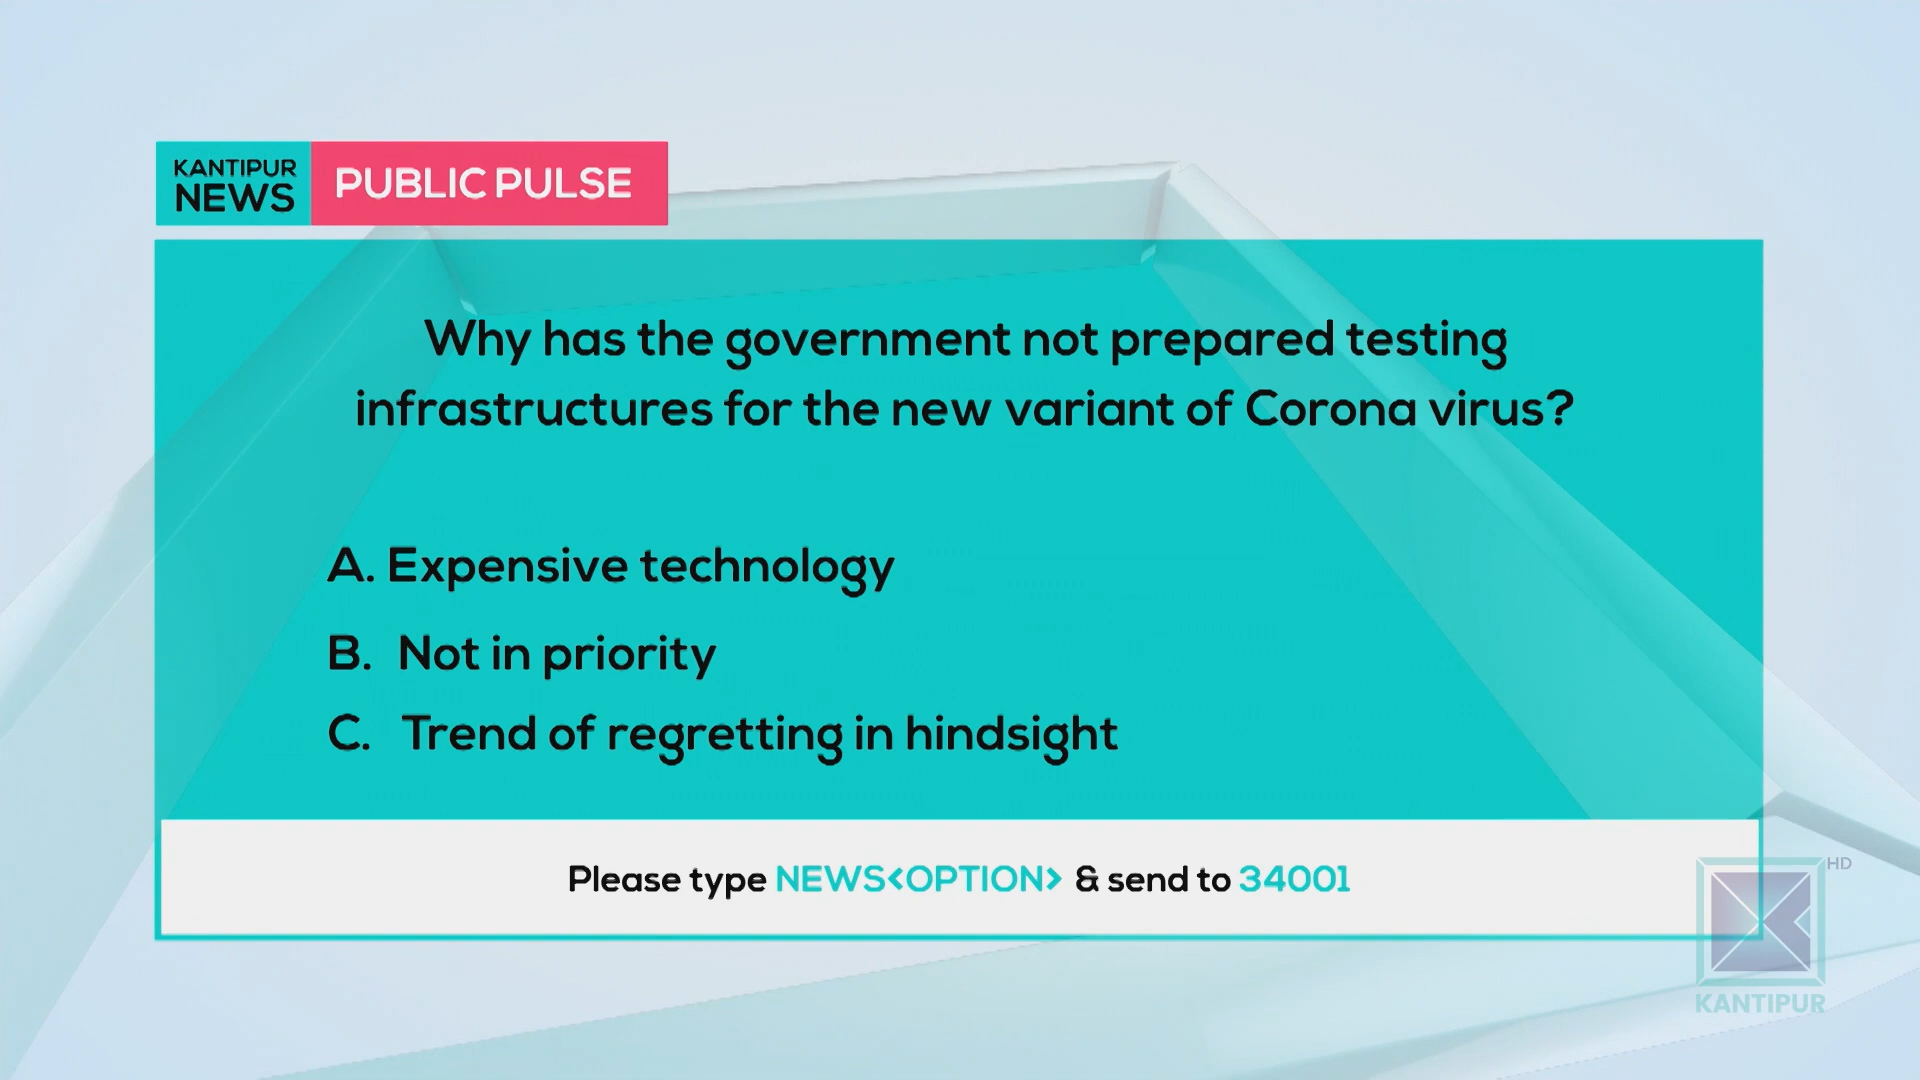 KANTIPUR
NEWS
PUBLIC PULSE
Why has the government not prepared testing
infrastructures for the new variant of Corona virus?
A. Expensive technology
B. Not in priority
C. Trend of regretting in hindsight
Please type NEWS<OPTION> & send to 34001
HD
KANTIPUR